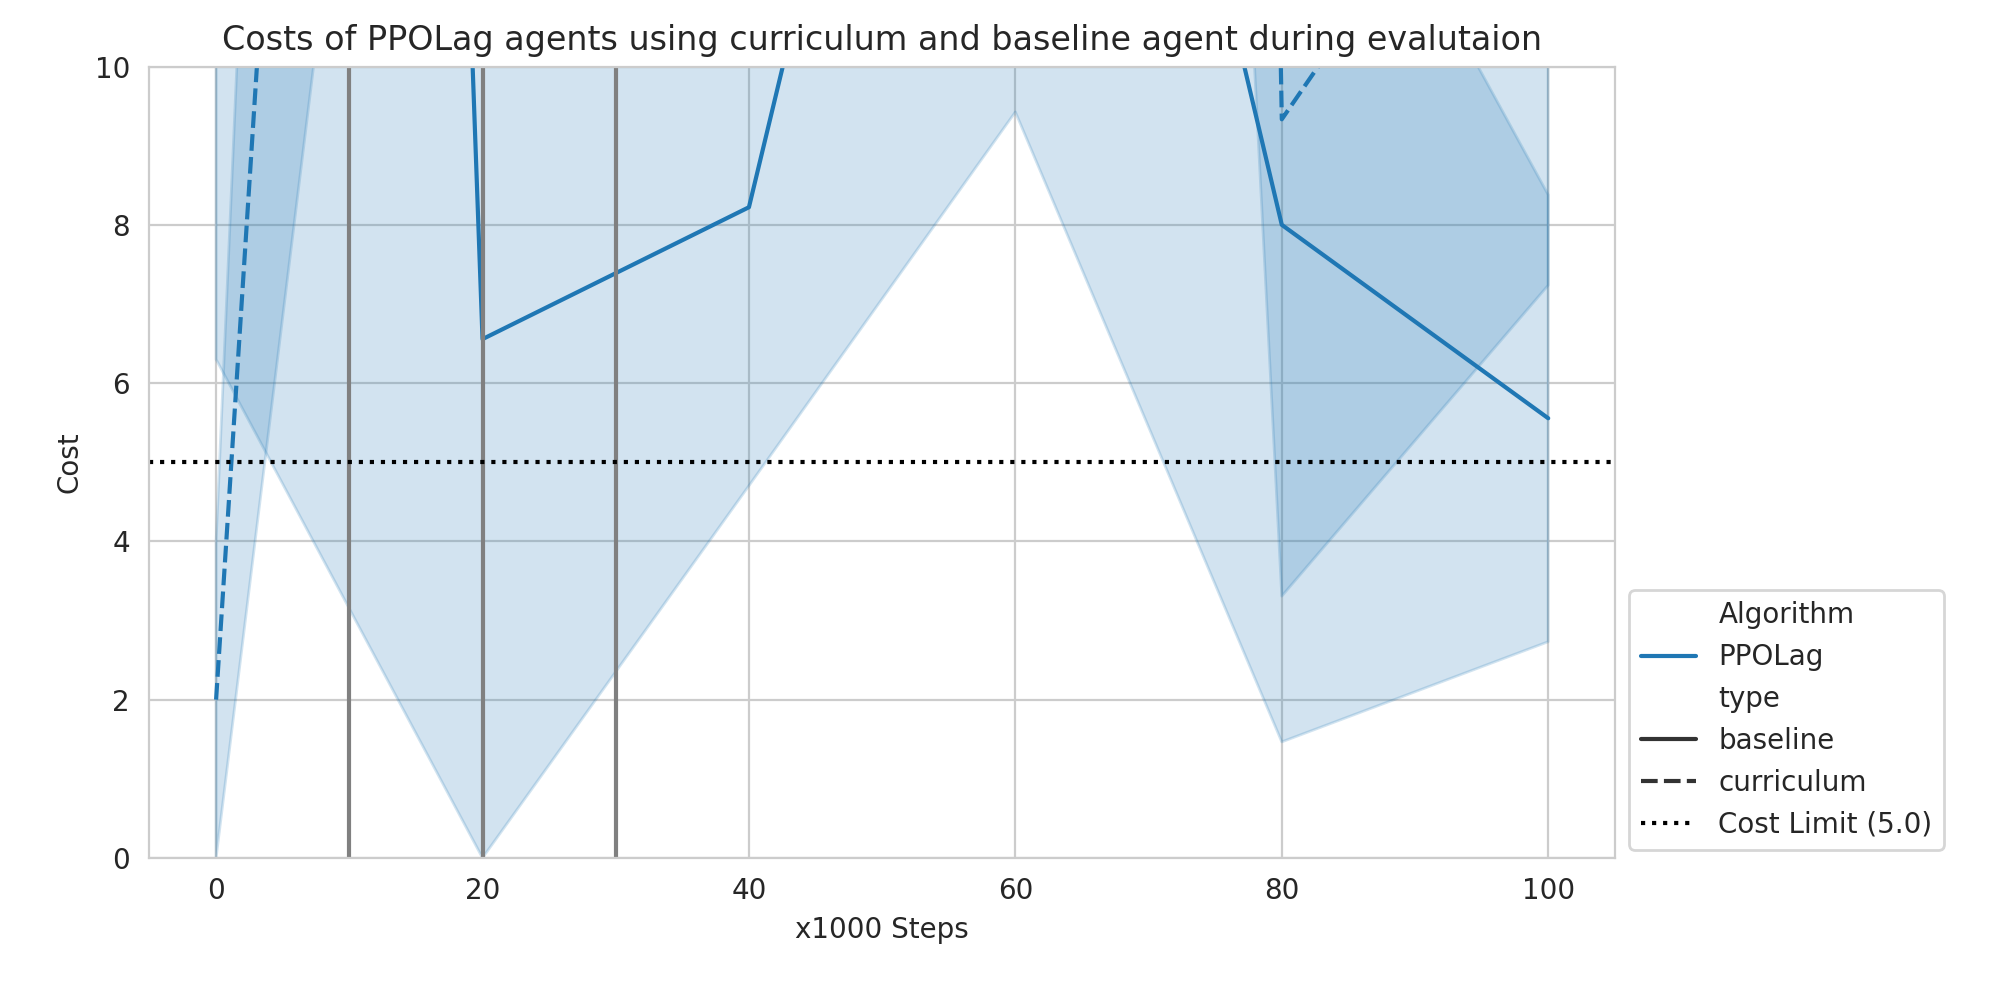 Costs of PPOLag agents using curriculum and baseline agent during evalutaion
10
8
6
4
2
0
Cost
0 20 40 60 80 100
x1000 Steps
Algorithm
PPOLag
type
baseline
curriculum
Cost Limit (5.0)